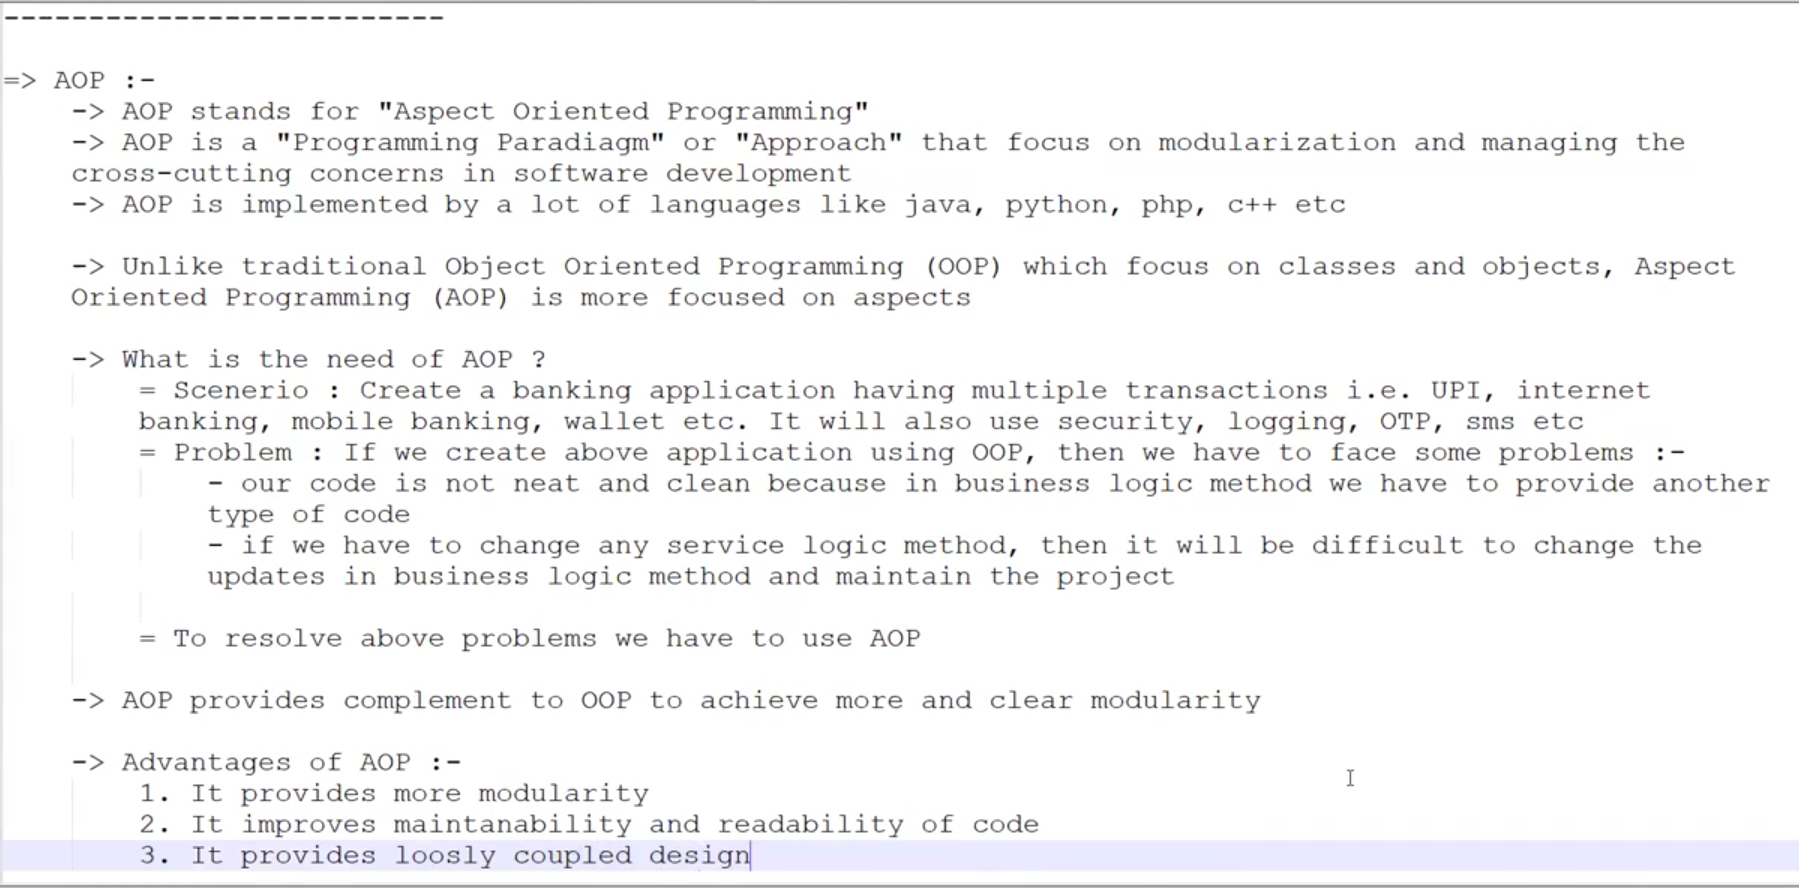 --------------------------
=> AOP :-
-> AOP stands for "Aspect Oriented Programming"
-> AOP is a "Programming Paradiagm" or "Approach" that focus on modularization and managing the
cross-cutting concerns in software development
-> AOP is implemented by a lot of languages like java, python, php, c++ etc
-> Unlike traditional Object Oriented Programming (OOP) which focus on classes and objects, Aspect
Oriented Programming (AOP) is more focused on aspects
-> What is the need of AOP ?
= Scenerio : Create a banking application having multiple transactions i.e. UPI, internet
banking, mobile banking, wallet etc. It will also use security, logging, OTP, sms etc
= Problem : If we create above application using OOP, then we have to face some problems :-
- our code is not neat and clean because in business logic method we have to provide another
type of code
- if we have to change any service logic method, then it will be difficult to change the
updates in business logic method and maintain the project
= To resolve above problems we have to use AOP
-> AOP provides complement to OOP to achieve more and clear modularity
-> Advantages of AOP :-
1. It provides more modularity
2. It improves maintanability and readability of code
3. It provides loosly coupled design